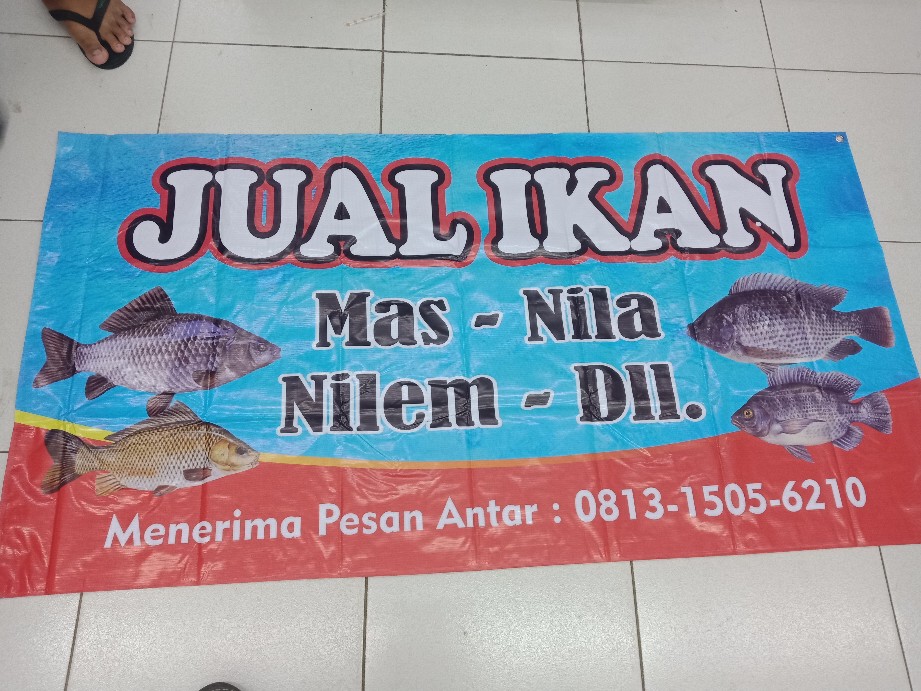 JUAL IKAN
Mas - Nila
Nilem - Dll.
Menerima Pesan Antar : 0813-1505-6210